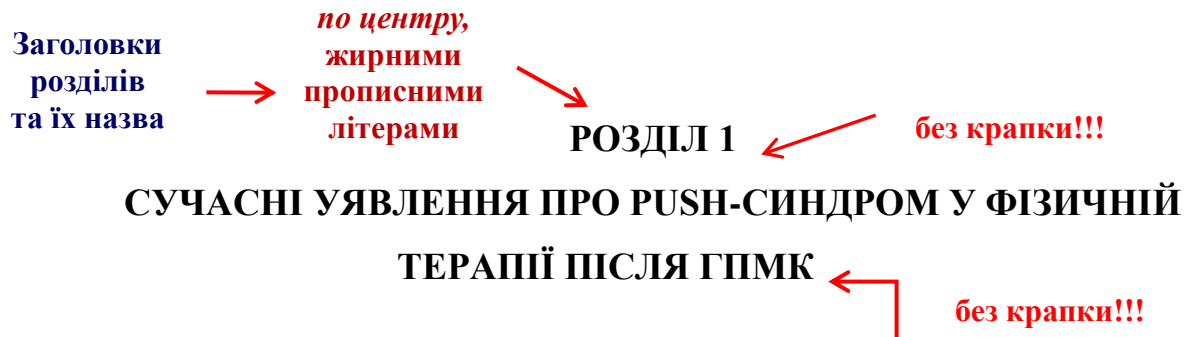 Заголовки
розділів
та їх назва
по центру,
жирними
прописними
літерами
РОЗДІЛ 1
без крапки!!!
СУЧАСНІ УЯВЛЕННЯ ПРО PUSH-СИНДРОМ У ФІЗИЧНІЙ
ТЕРАПІЇ ПІСЛЯ ГПМК
без крапки!!!